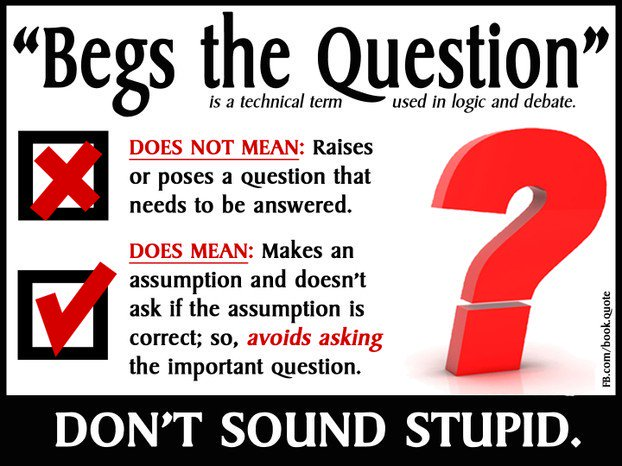 “Begs the Question”
is a technical term used in logic and debate.
DOES NOT MEAN: Raises
or poses a question that
needs to be answered.
DOES MEAN: Makes an
assumption and doesn’t
ask if the assumption is
correct; so, avoids asking
the important question.
FB.com/book.quote
DON’T SOUND STUPID.